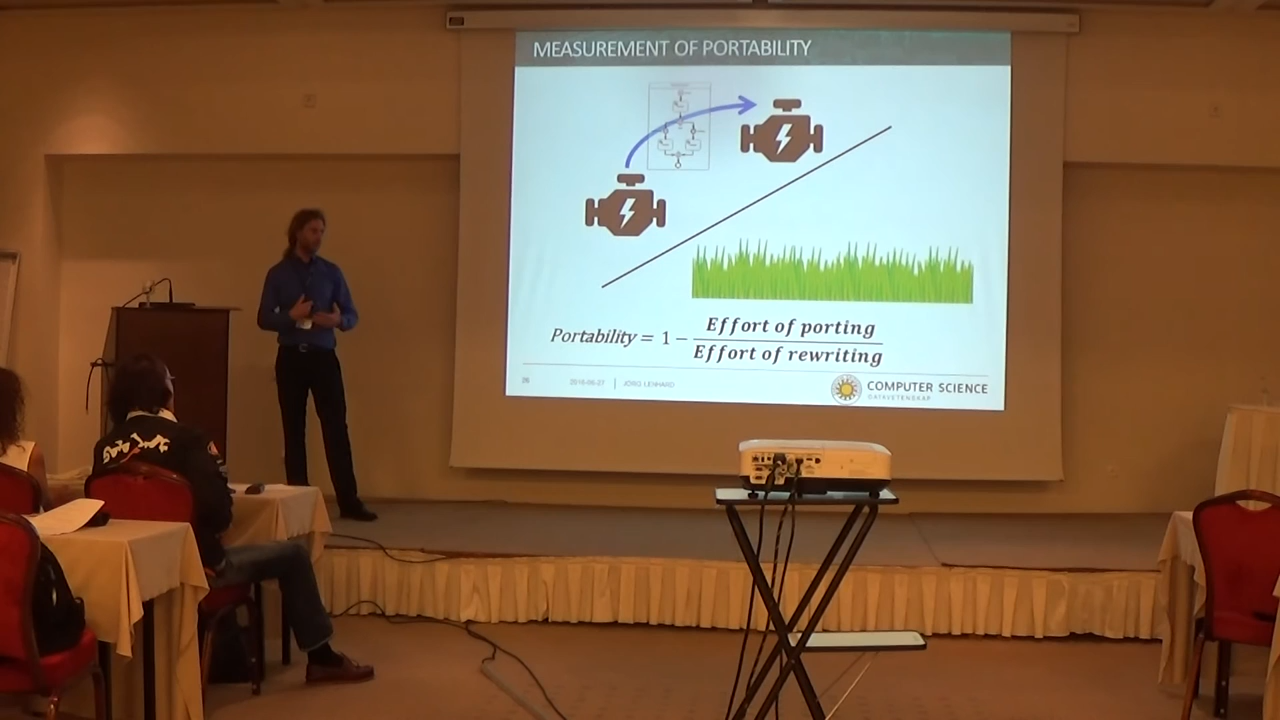 MEASUREMENT OF PORTABILITY
Portability = 1 − Effort of porting / Effort of rewriting
26 2016-06-27 | JÖRG LENHARD
COMPUTER SCIENCE
DATAVETENSKAP